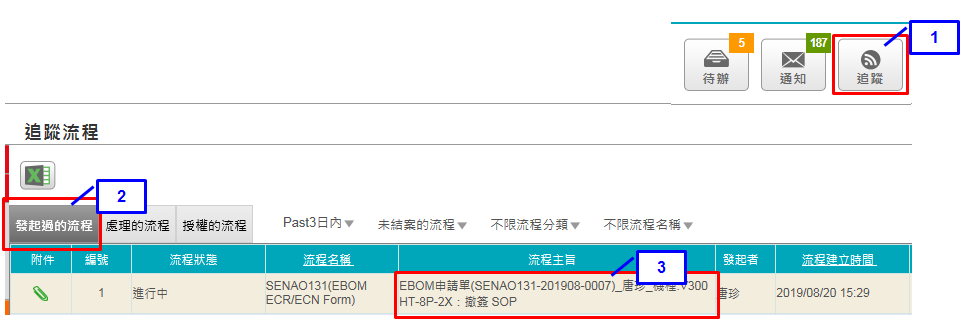 1
5
187
待辦
通知
追蹤
追蹤流程
2
發起過的流程
處理的流程
授權的流程
Past3日內
未結案的流程
不限流程分類
不限流程名稱
3
附件
編號
流程狀態
流程名稱
流程主旨
發起者
流程建立時間
1
進行中
SENAO131(EBOM
ECR/ECN Form)
EBOM申請單(SENAO131-201908-0007)_唐珍_機種:V300
HT-8P-2X：撤簽 SOP
唐珍
2019/08/20 15:29